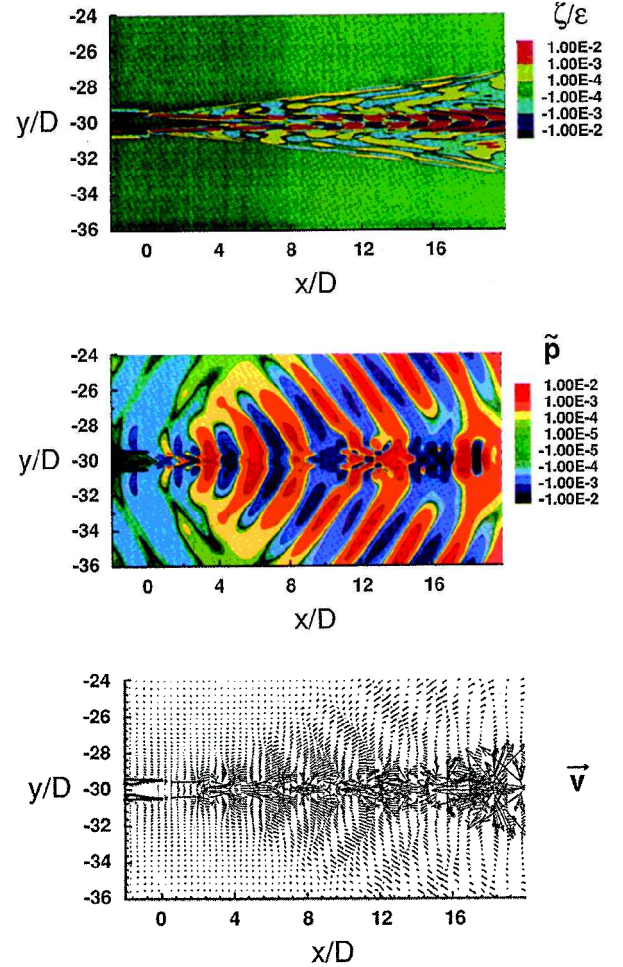 ζ/ε
-24
-26
-28
y/D -30
-32
-34
-36
0 4 8 12 16
x/D
1.00E-2
1.00E-3
1.00E-4
-1.00E-4
-1.00E-3
-1.00E-2
p̃
-24
-26
-28
y/D -30
-32
-34
-36
0 4 8 12 16
x/D
1.00E-2
1.00E-3
1.00E-4
1.00E-5
-1.00E-5
-1.00E-4
-1.00E-3
-1.00E-2
-24
-26
-28
y/D -30
-32
-34
-36
0 4 8 12 16
x/D
v⃗